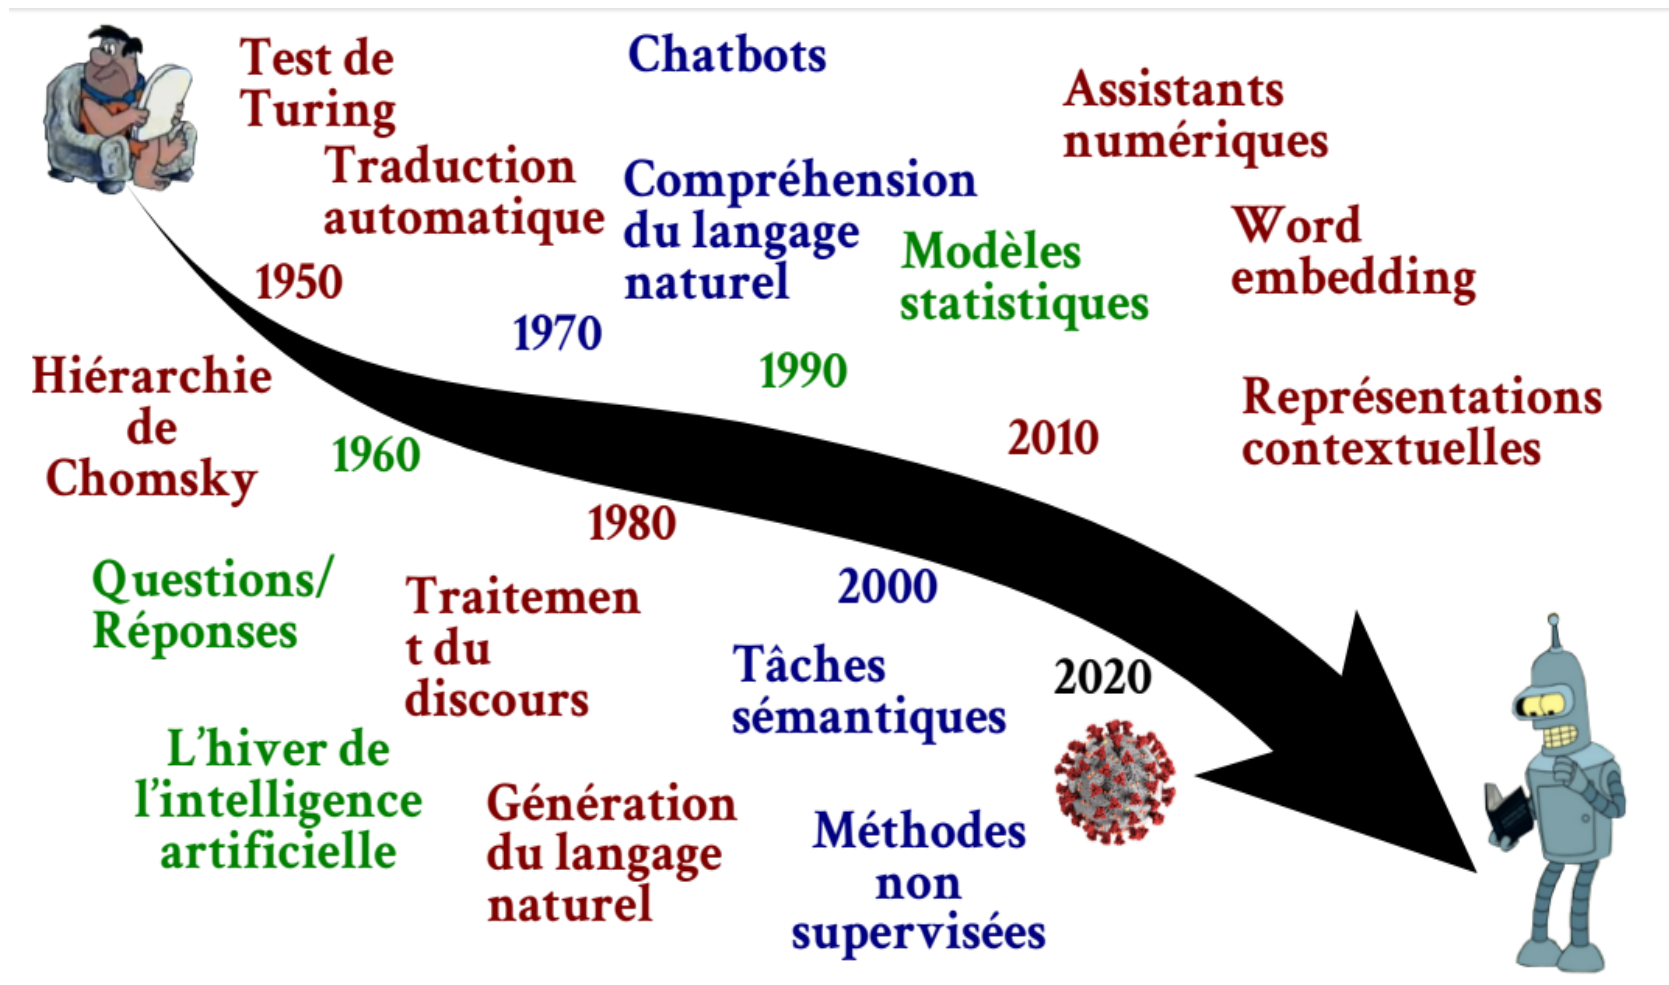 Test de
Turing
Traduction
automatique
1950
Hiérarchie
de
Chomsky
1960
Questions/
Réponses
L'hiver de
l'intelligence
artificielle
Chatbots
Compréhension
du langage
naturel
1970
1980
Traitemen
t du
discours
Génération
du langage
naturel
Modèles
statistiques
1990
2000
Tâches
sémantiques
Méthodes
non
supervisées
Assistants
numériques
Word
embedding
Représentations
contextuelles
2010
2020